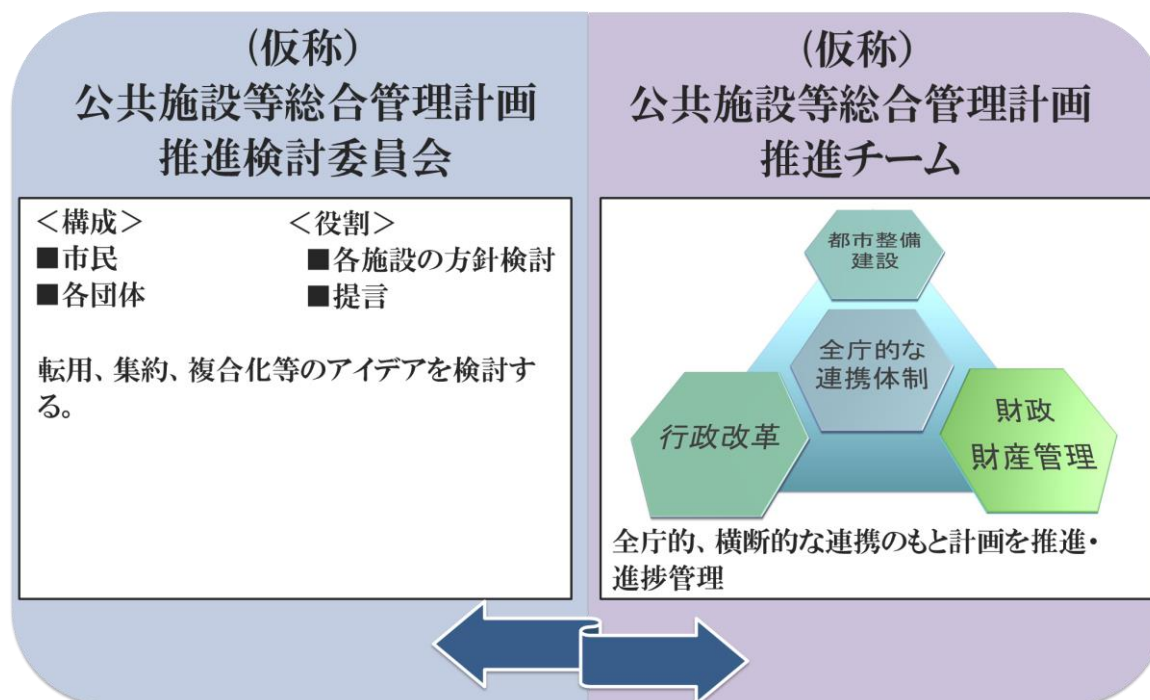 (仮称)
公共施設等総合管理計画
推進検討委員会
＜構成＞
■市民
■各団体
＜役割＞
■各施設の方針検討
■提言
転用、集約、複合化等のアイデアを検討す
る。
(仮称)
公共施設等総合管理計画
推進チーム
都市整備
建設
全庁的な
連携体制
行政改革
財政
財産管理
全庁的、横断的な連携のもと計画を推進・
進捗管理